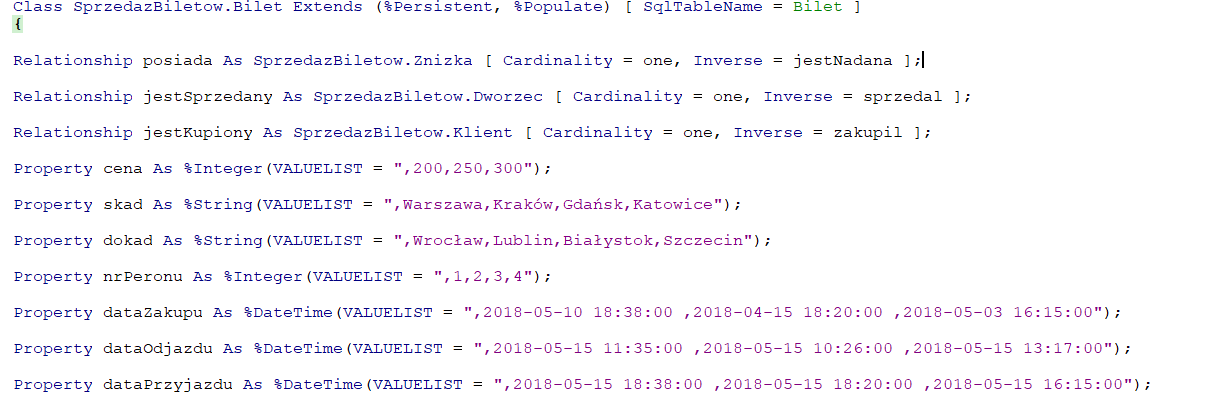 Class SprzedazBiletow.Bilet Extends (%Persistent, %Populate) [ SqlTableName = Bilet ]
{
Relationship posiada As SprzedazBiletow.Znizka [ Cardinality = one, Inverse = jestNadana ];
Relationship jestSprzedany As SprzedazBiletow.Dworzec [ Cardinality = one, Inverse = sprzedal ];
Relationship jestKupiony As SprzedazBiletow.Klient [ Cardinality = one, Inverse = zakupil ];
Property cena As %Integer(VALUELIST = ",200,250,300");
Property skad As %String(VALUELIST = ",Warszawa,Kraków,Gdańsk,Katowice");
Property dokad As %String(VALUELIST = ",Wrocław,Lublin,Białystok,Szczecin");
Property nrPeronu As %Integer(VALUELIST = ",1,2,3,4");
Property dataZakupu As %DateTime(VALUELIST = ",2018-05-10 18:38:00 ,2018-04-15 18:20:00 ,2018-05-03 16:15:00");
Property dataOdjazdu As %DateTime(VALUELIST = ",2018-05-15 11:35:00 ,2018-05-15 10:26:00 ,2018-05-15 13:17:00");
Property dataPrzyjazdu As %DateTime(VALUELIST = ",2018-05-15 18:38:00 ,2018-05-15 18:20:00 ,2018-05-15 16:15:00");